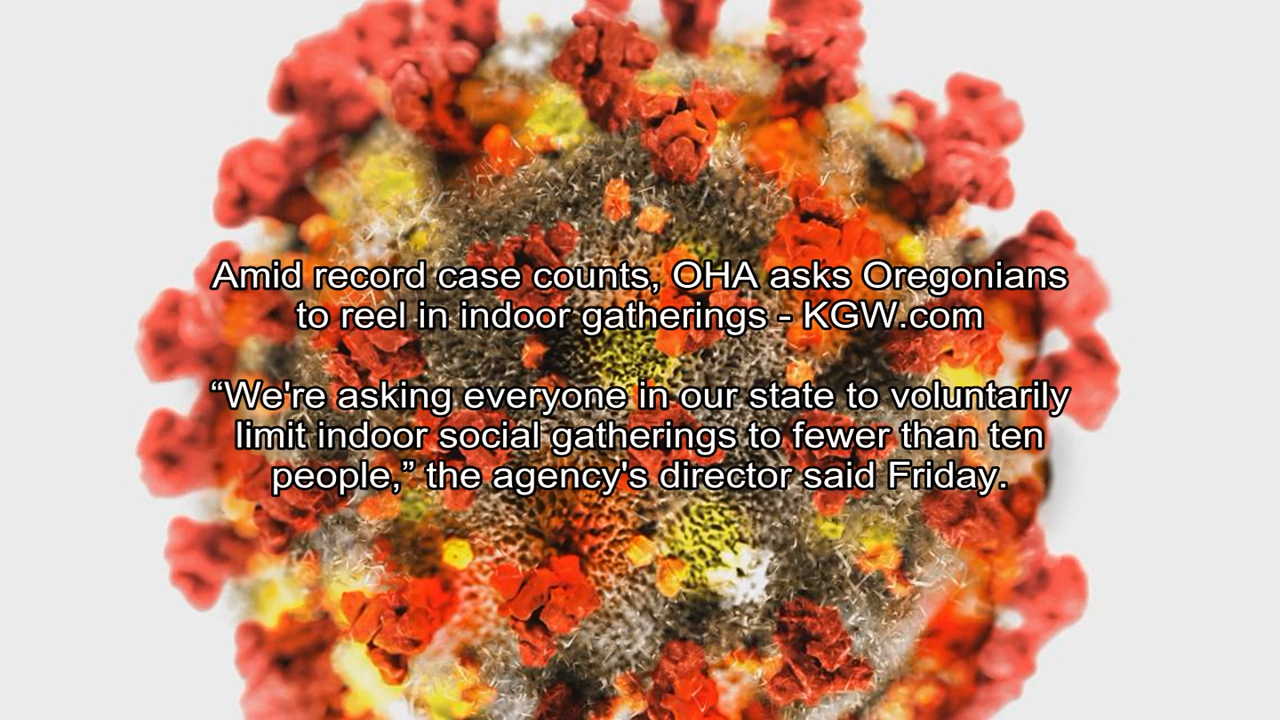 Amid record case counts, OHA asks Oregonians
to reel in indoor gatherings - KGW.com
“We're asking everyone in our state to voluntarily
limit indoor social gatherings to fewer than ten
people,” the agency's director said Friday.